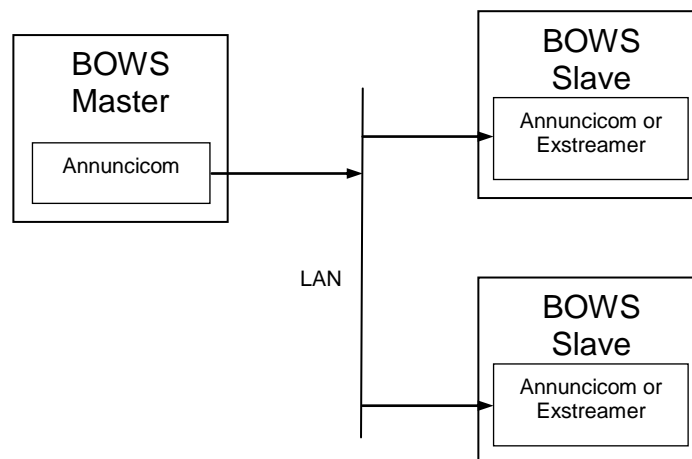 BOWS
Master
Annuncicom
BOWS
Slave
Annuncicom or
Exstreamer
LAN
BOWS
Slave
Annuncicom or
Exstreamer